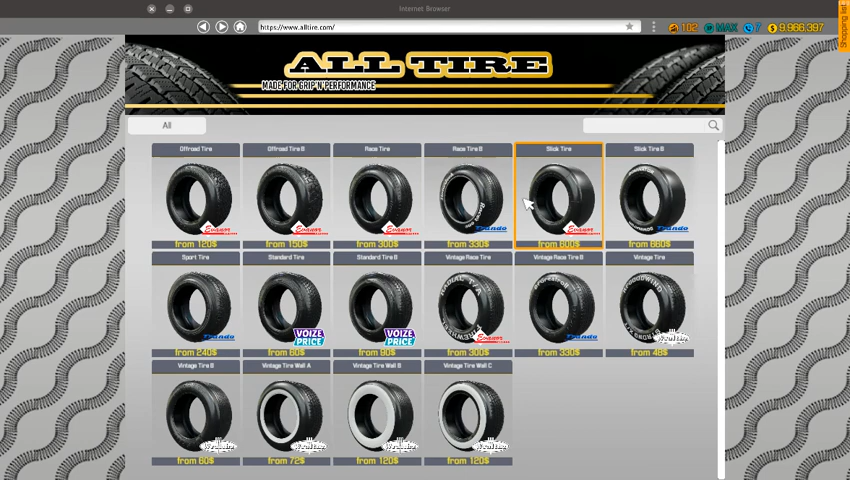 Internet Browser
https://www.alltire.com/
102 MAX 7 9.966.397
Shopping list
ALL TIRE
MADE FOR GRIP'N'PERFORMANCE
All
Offroad Tire Offroad Tire B Race Tire Race Tire B Slick Tire Slick Tire B
from 120$ from 150$ from 300$ from 330$ from 600$ from 660$
Sport Tire Standard Tire Standard Tire B Vintage Race Tire Vintage Race Tire B Vintage Tire
VOIZE PRICE VOIZE PRICE
from 240$ from 60$ from 90$ from 300$ from 330$ from 48$
Vintage Tire B Vintage Tire Wall A Vintage Tire Wall B Vintage Tire Wall C
from 60$ from 72$ from 120$ from 120$